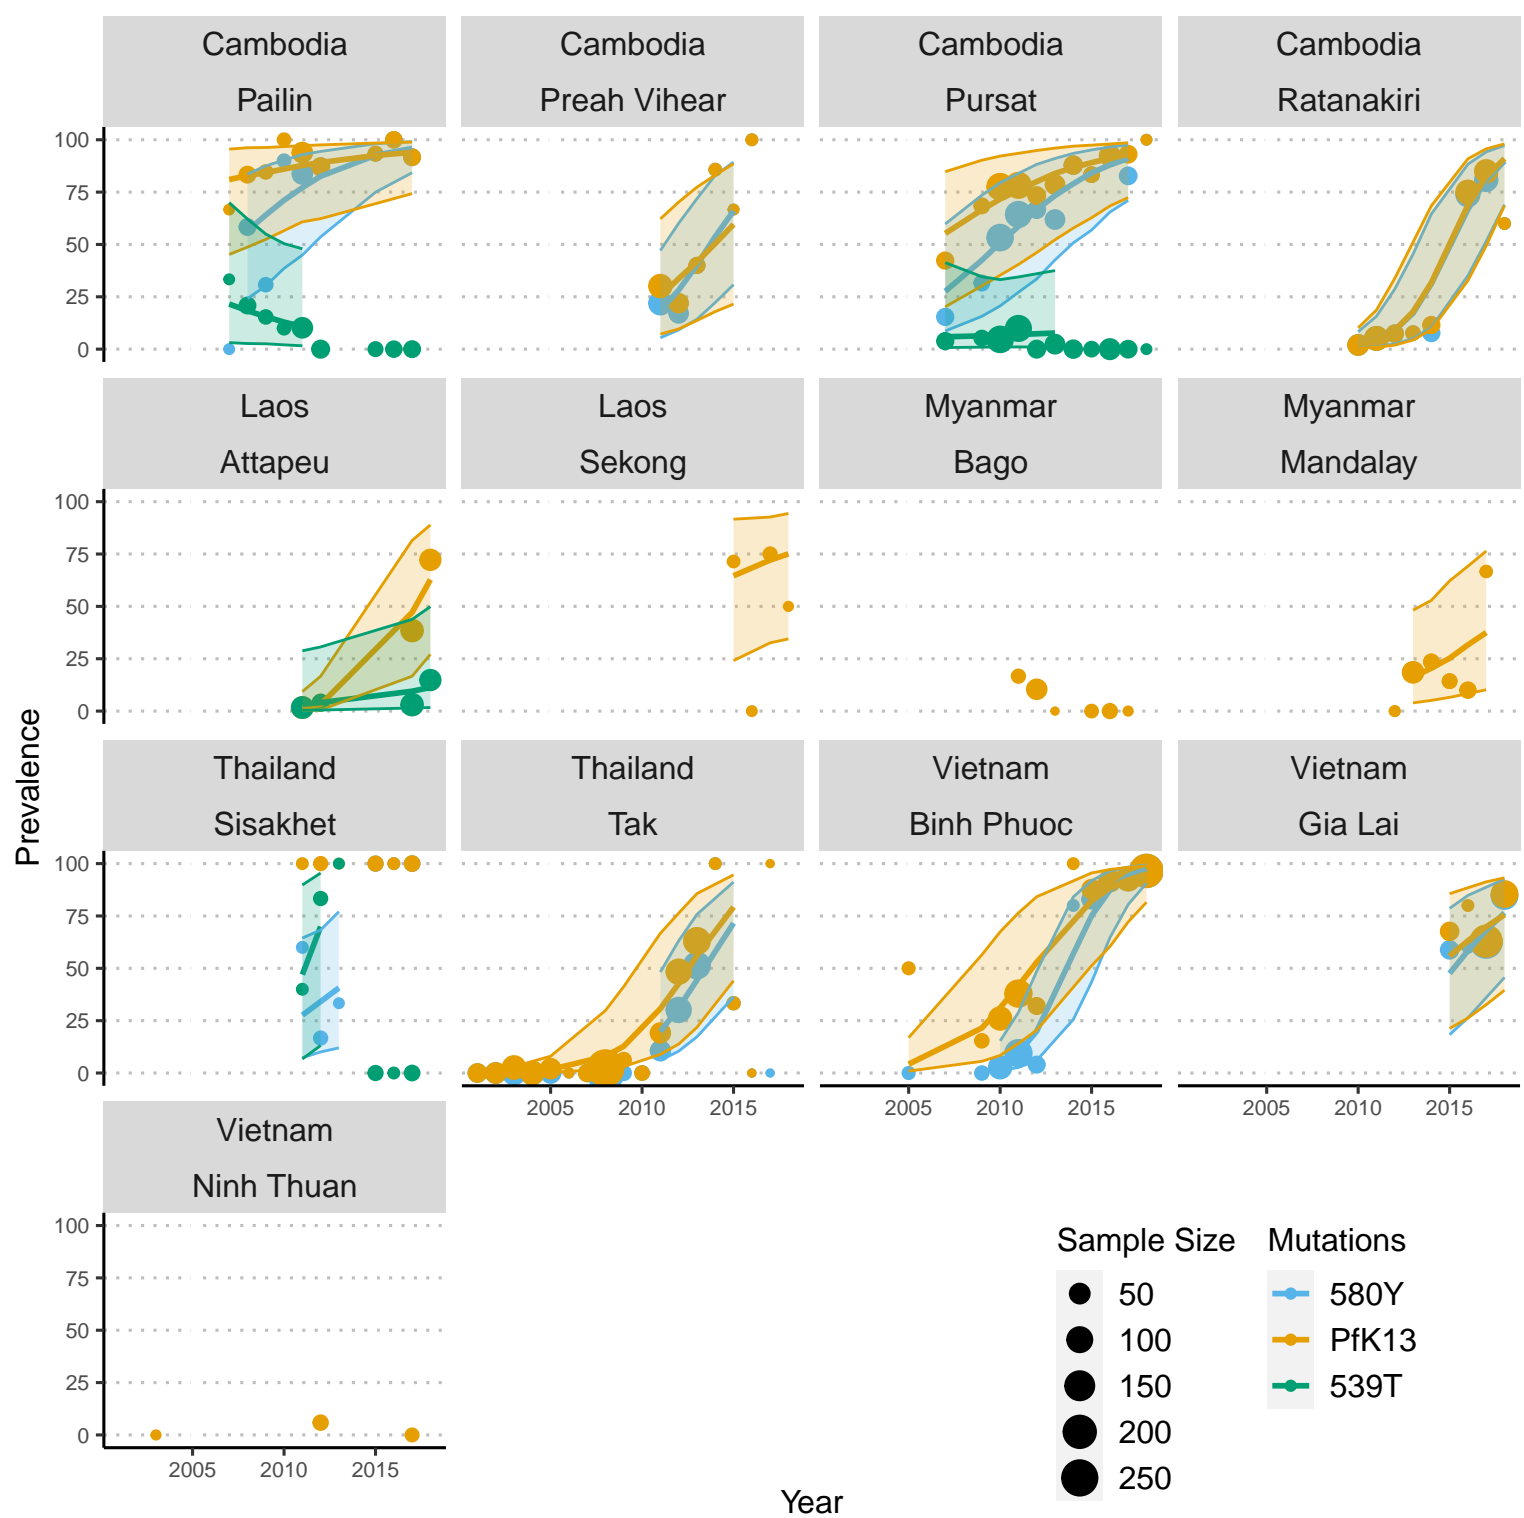 Cambodia
Pailin
Cambodia
Preah Vihear
Cambodia
Pursat
Cambodia
Ratanakiri
100
75
50
25
0
Laos
Attapeu
Laos
Sekong
Myanmar
Bago
Myanmar
Mandalay
100
75
50
25
0
Thailand
Sisakhet
Thailand
Tak
Vietnam
Binh Phuoc
Vietnam
Gia Lai
100
75
50
25
0
2005 2010 2015
2005 2010 2015
2005 2010 2015
Vietnam
Ninh Thuan
100
75
50
25
0
2005 2010 2015
Prevalence
Year
Sample Size
50
100
150
200
250
Mutations
580Y
PfK13
539T